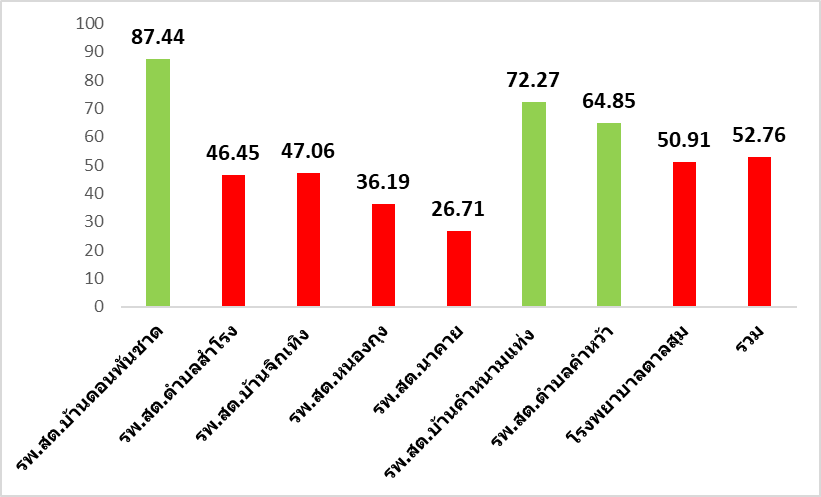 100
90
80
70
60
50
40
30
20
10
0
87.44
46.45
47.06
36.19
26.71
72.27
64.85
50.91
52.76
รพ.สต.บ้านดอนพันชาด
รพ.สต.ตำบลสำโรง
รพ.สต.บ้านจิกเทิง
รพ.สต.หนองกุง
รพ.สต.นาคาย
รพ.สต.บ้านคำหนามแท่ง
รพ.สต.ตำบลคำหว้า
โรงพยาบาลตาลสุม
รวม